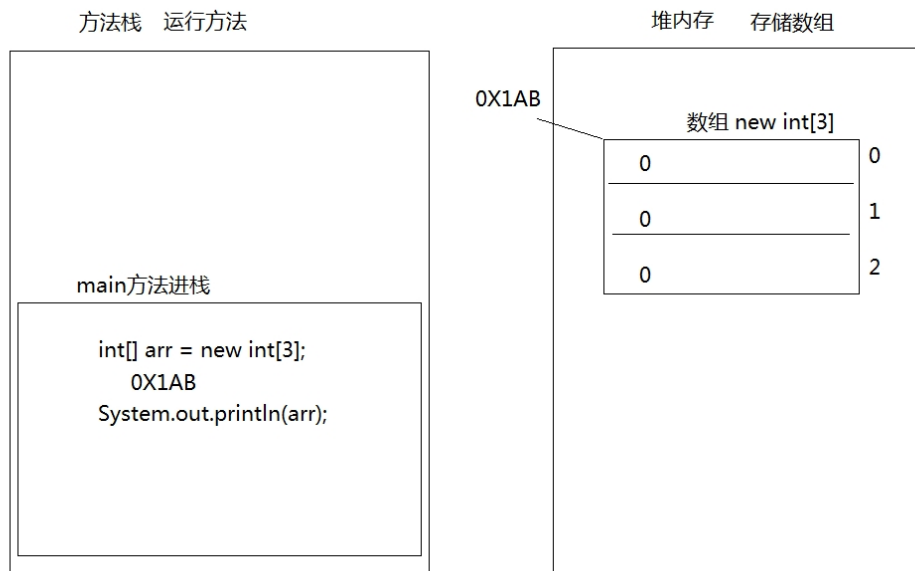 方法栈 运行方法
堆内存 存储数组
0X1AB
数组 new int[3]
0 0
0 1
0 2
main方法进栈
int[] arr = new int[3];
0X1AB
System.out.println(arr);